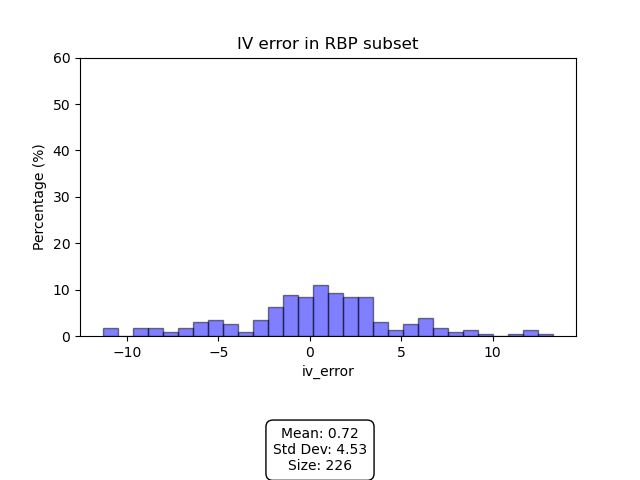 IV error in RBP subset
60
50
40
30
20
10
0
Percentage (%)
−10
−5
0
5
10
iv_error
Mean: 0.72
Std Dev: 4.53
Size: 226